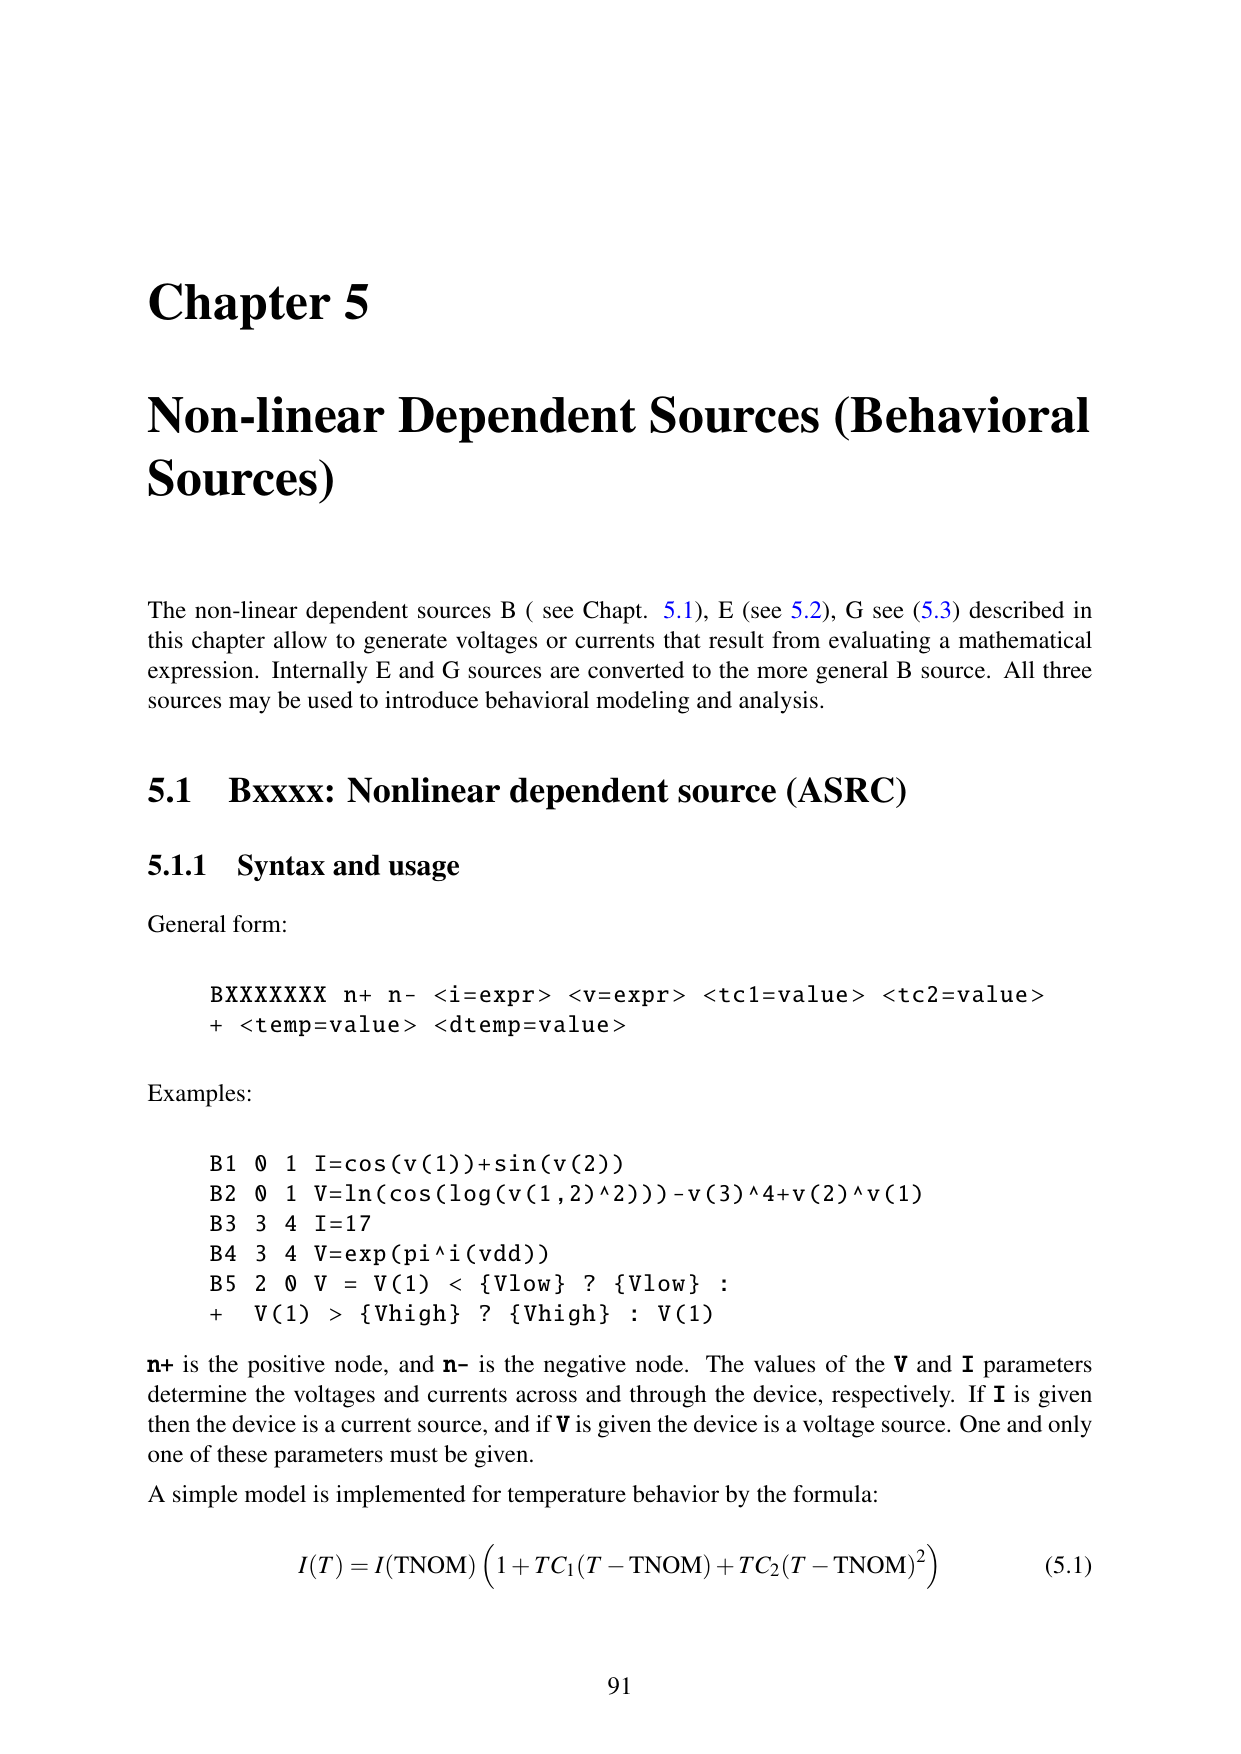 Chapter 5
Non-linear Dependent Sources (Behavioral
Sources)
The non-linear dependent sources B ( see Chapt. 5.1), E (see 5.2), G see (5.3) described in
this chapter allow to generate voltages or currents that result from evaluating a mathematical
expression. Internally E and G sources are converted to the more general B source. All three
sources may be used to introduce behavioral modeling and analysis.
5.1 Bxxxx: Nonlinear dependent source (ASRC)
5.1.1 Syntax and usage
General form:
BXXXXXXX n+ n- <i=expr> <v=expr> <tc1=value> <tc2=value>
+ <temp=value> <dtemp=value>
Examples:
B1 0 1 I=cos(v(1))+sin(v(2))
B2 0 1 V=ln(cos(log(v(1,2)^2)))-v(3)^4+v(2)^v(1)
B3 3 4 I=17
B4 3 4 V=exp(pi^i(vdd))
B5 2 0 V = V(1) < {Vlow} ? {Vlow} :
+ V(1) > {Vhigh} ? {Vhigh} : V(1)
n+ is the positive node, and n- is the negative node. The values of the V and I parameters
determine the voltages and currents across and through the device, respectively. If I is given
then the device is a current source, and if V is given the device is a voltage source. One and only
one of these parameters must be given.
A simple model is implemented for temperature behavior by the formula:
I(T) = I(TNOM) (1 + TC₁(T − TNOM) + TC₂(T − TNOM)²) (5.1)
91